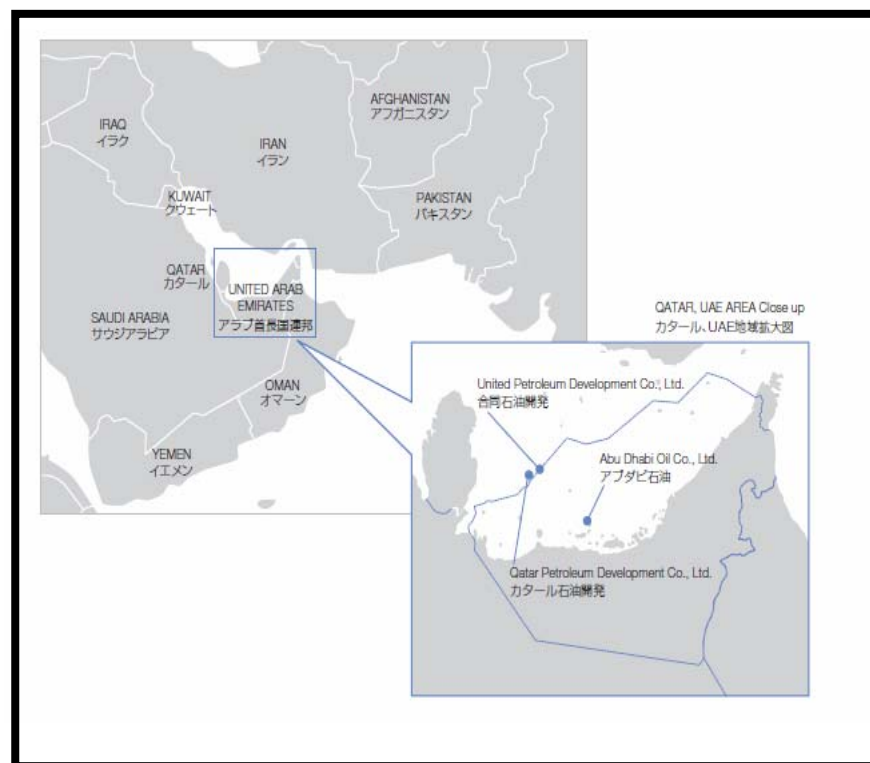 AFGHANISTAN
アフガニスタン
IRAQ
イラク
IRAN
イラン
KUWAIT
クウェート
PAKISTAN
パキスタン
QATAR
カタール
UNITED ARAB
EMIRATES
アラブ首長国連邦
SAUDI ARABIA
サウジアラビア
OMAN
オマーン
YEMEN
イエメン
QATAR, UAE AREA Close up
カタール、UAE地域拡大図
United Petroleum Development Co., Ltd.
合同石油開発
Abu Dhabi Oil Co., Ltd.
アブダビ石油
Qatar Petroleum Development Co., Ltd.
カタール石油開発